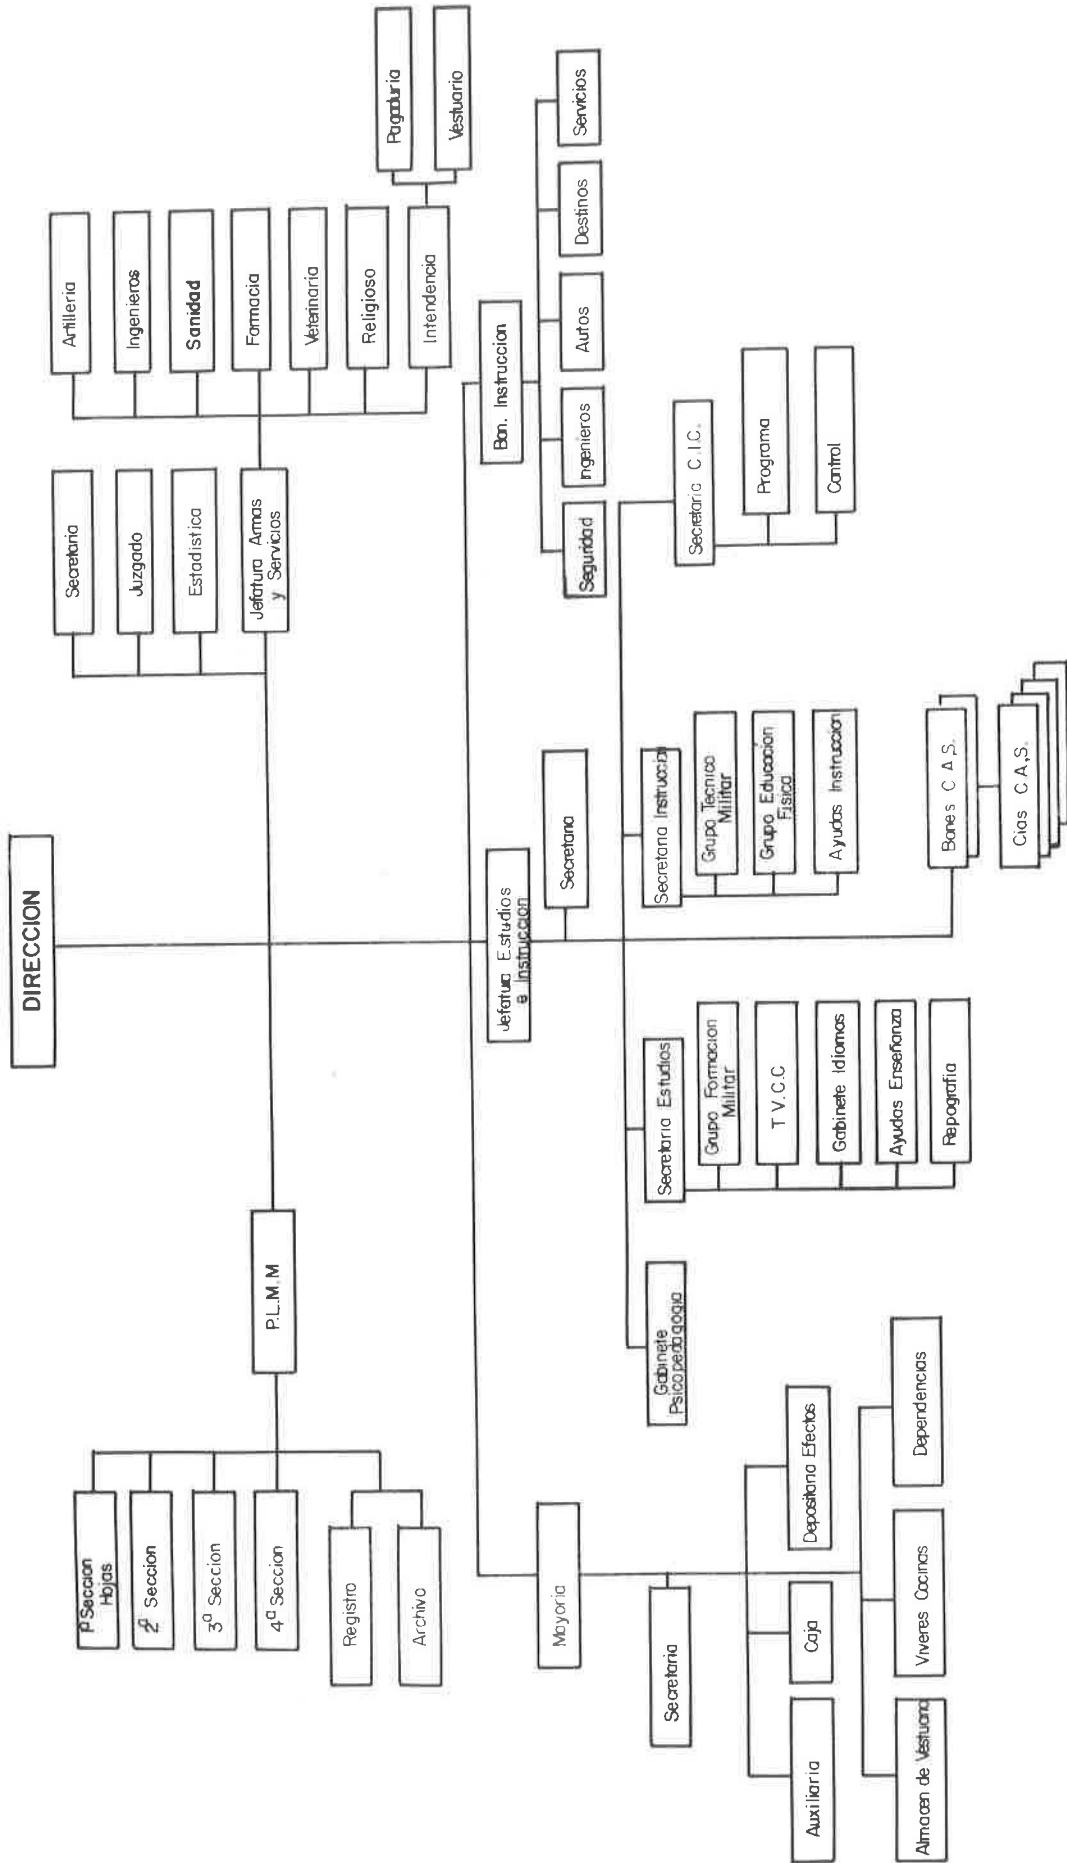 DIRECCION
P.L.M.M
1ª Seccion
Hojas
2ª Seccion
3ª Seccion
4ª Seccion
Registro
Archivo
Secretaria
Juzgado
Estadistica
Jefatura Armas
y Servicios
Artilleria
Ingenieros
Sanidad
Farmacia
Veterinaria
Religioso
Intendencia
Pagaduria
Vestuario
Mayoria
Secretaria
Auxiliaria
Caja
Depositaria Efectos
Almacen de Vestuario
Viveres Cocinas
Dependencias
Jefatura Estudios
e Instruccion
Secretaria
Gabinete
Psicopedagogia
Secretaria Estudios
Grupo Formacion
Militar
T V.C.C
Gabinete Idiomas
Ayudas Enseñanza
Repografia
Secretaria Instruccion
Grupo Tecnico
Militar
Grupo Educacion
Fisica
Ayudas Instruccion
Secretaria C.I.C.
Programa
Control
Bones C.A.S.
Cias C.A.S.
Bon. Instruccion
Seguridad
Ingenieros
Autos
Destinos
Servicios